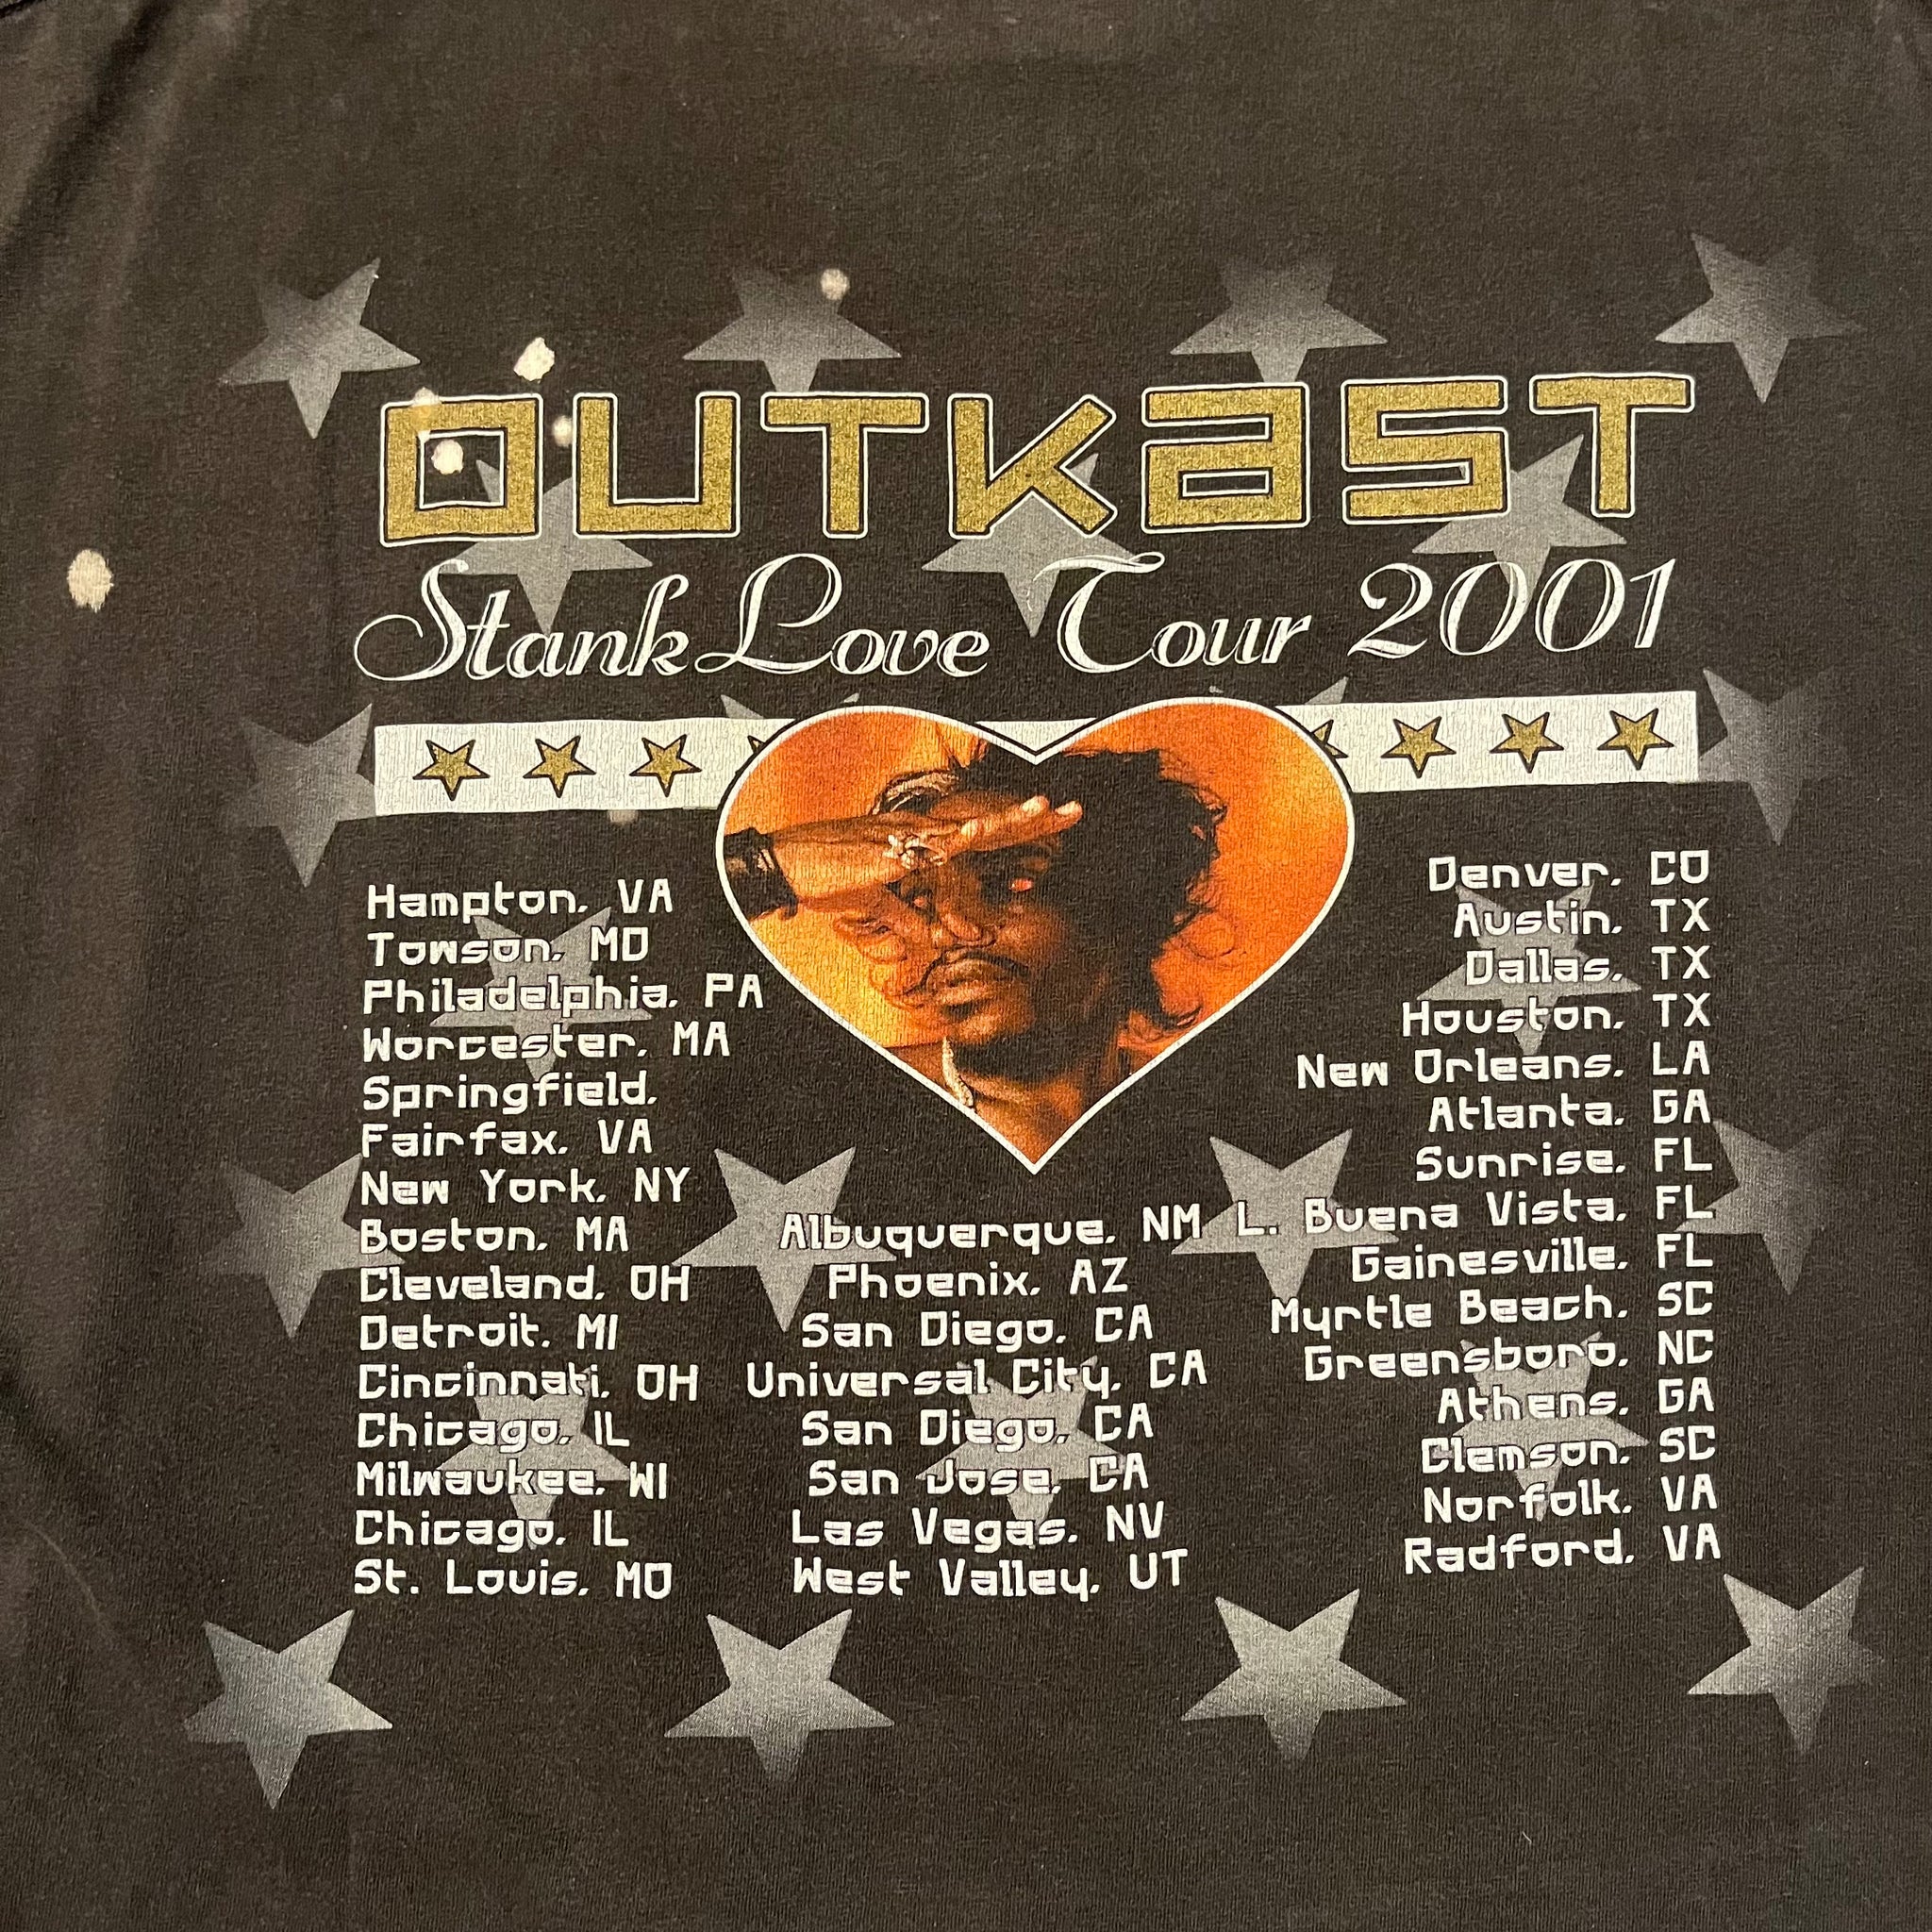 OUTKAST
Stank Love Tour 2001
Hampton, VA
Towson, MD
Philadelphia, PA
Worcester, MA
Springfield,
Fairfax, VA
New York, NY
Boston, MA
Cleveland, OH
Detroit, MI
Cincinnati, OH
Chicago, IL
Milwaukee, WI
Chicago, IL
St. Louis, MO
Albuquerque, NM
Phoenix, AZ
San Diego, CA
Universal City, CA
San Diego, CA
San Jose, CA
Las Vegas, NV
West Valley, UT
Denver, CO
Austin, TX
Dallas, TX
Houston, TX
New Orleans, LA
Atlanta, GA
Sunrise, FL
L. Buena Vista, FL
Gainesville, FL
Myrtle Beach, SC
Greensboro, NC
Athens, GA
Clemson, SC
Norfolk, VA
Radford, VA